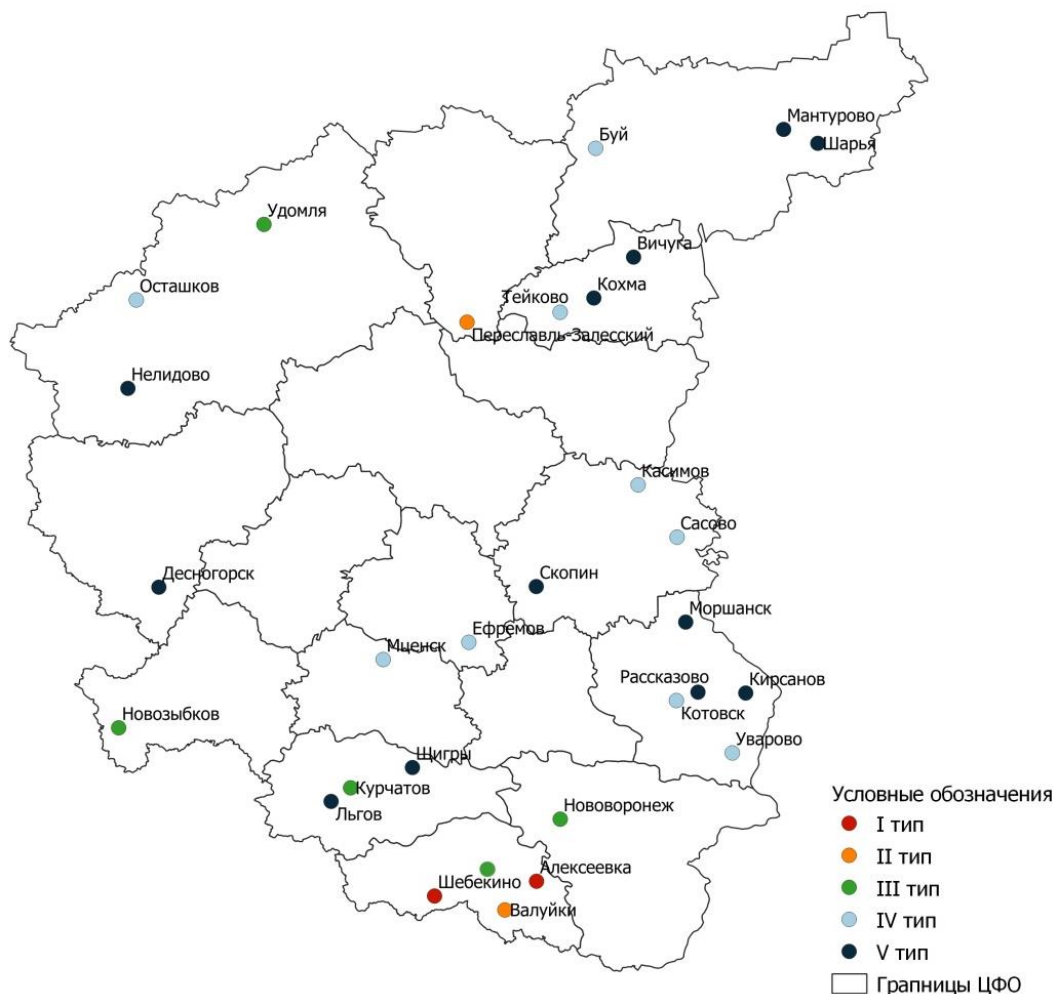 Мантурово
Буй
Шарья
Удомля
Вичуга
Осташков
Кохма
Тейково
Переславль-Залесский
Нелидово
Касимов
Сасово
Десногорск
Скопин
Моршанск
Ефремов
Мценск
Рассказово
Кирсанов
Новозыбков
Котовск
Уварово
Щигры
Курчатов
Льгов
Нововоронеж
Алексеевка
Шебекино
Валуйки
Условные обозначения
I тип
II тип
III тип
IV тип
V тип
Грапницы ЦФО